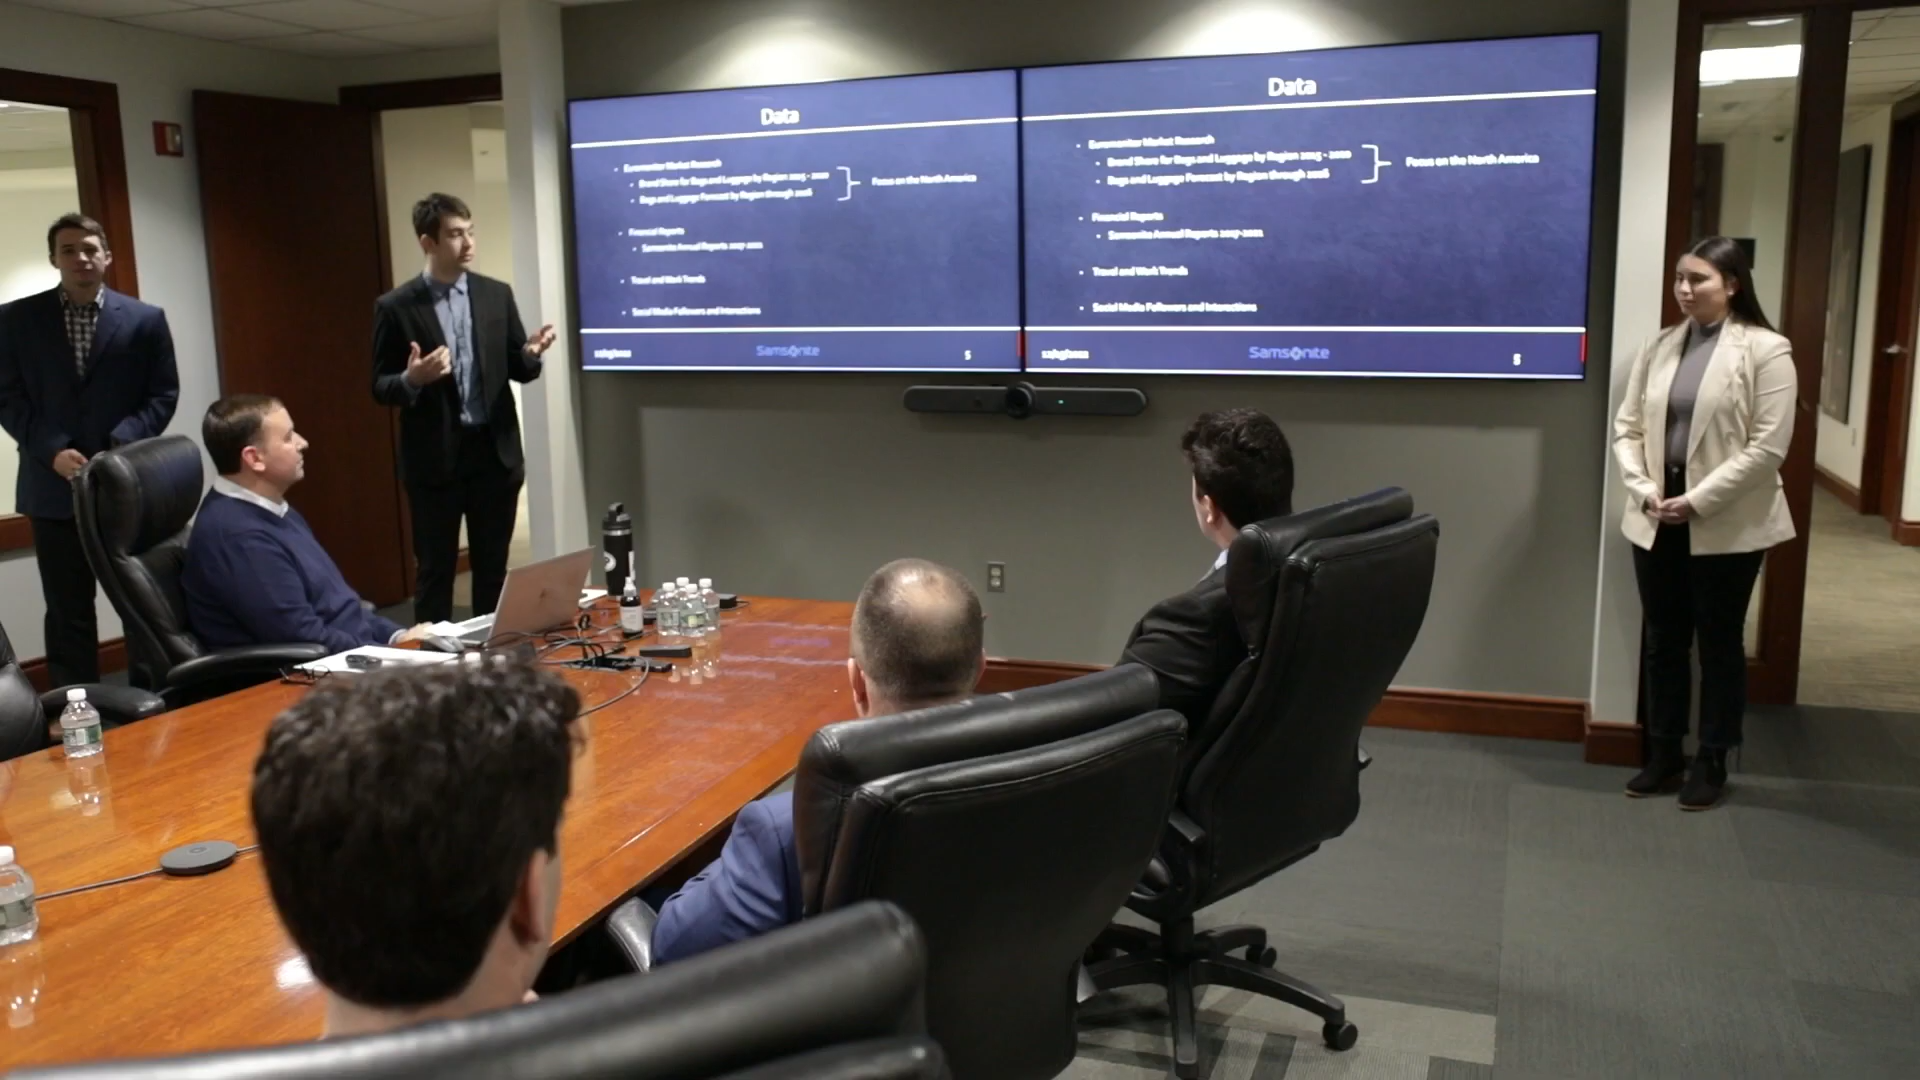 Data
Euromonitor Market Research
Brand Share for Bags and Luggage by Region 2015 - 2020
Focus on the North America
Bags and Luggage Forecast by Region through 2026
Financial Reports
Samsonite Annual Reports 2017-2021
Travel and Work Trends
Social Media Followers and Interactions
Samsonite
5
Data
Euromonitor Market Research
Brand Share for Bags and Luggage by Region 2015 - 2020
Focus on the North America
Bags and Luggage Forecast by Region through 2026
Financial Reports
Samsonite Annual Reports 2017-2021
Travel and Work Trends
Social Media Followers and Interactions
Samsonite
5